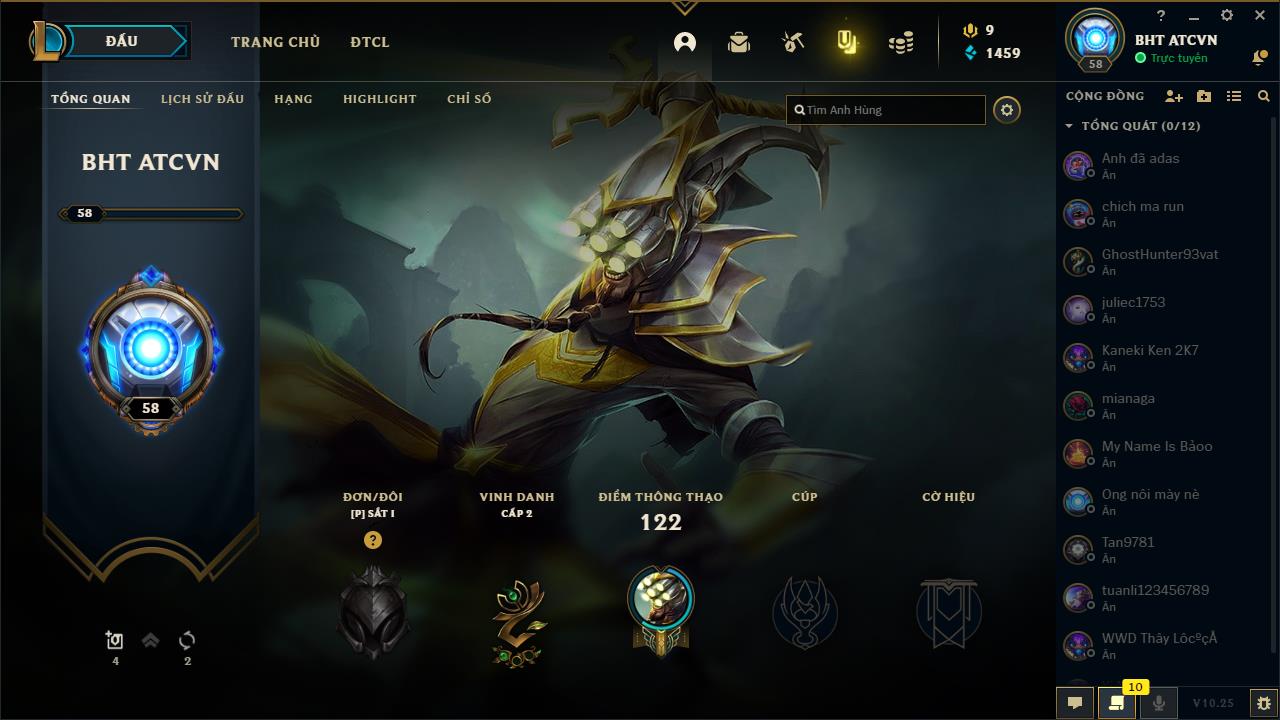 ĐẤU
TRANG CHỦ
ĐTCL
9
1459
?
BHT ATCVN
Trực tuyến
58
TỔNG QUAN
LỊCH SỬ ĐẤU
HẠNG
HIGHLIGHT
CHỈ SỐ
Tìm Anh Hùng
CỘNG ĐỒNG
TỔNG QUÁT (0/12)
BHT ATCVN
58
58
Anh đã adas
Ẩn
chich ma run
Ẩn
GhostHunter93vat
Ẩn
juliec1753
Ẩn
Kaneki Ken 2K7
Ẩn
mianaga
Ẩn
My Name Is Bảoo
Ẩn
Ong nôi mày nè
Ẩn
Tan9781
Ẩn
tuanli123456789
Ẩn
WWD Thây LôcºçÅ
Ẩn
ĐƠN/ĐÔI
[P] SẮT I
?
VINH DANH
CẤP 2
ĐIỂM THÔNG THẠO
122
CÚP
CỜ HIỆU
4
2
10
V10.25